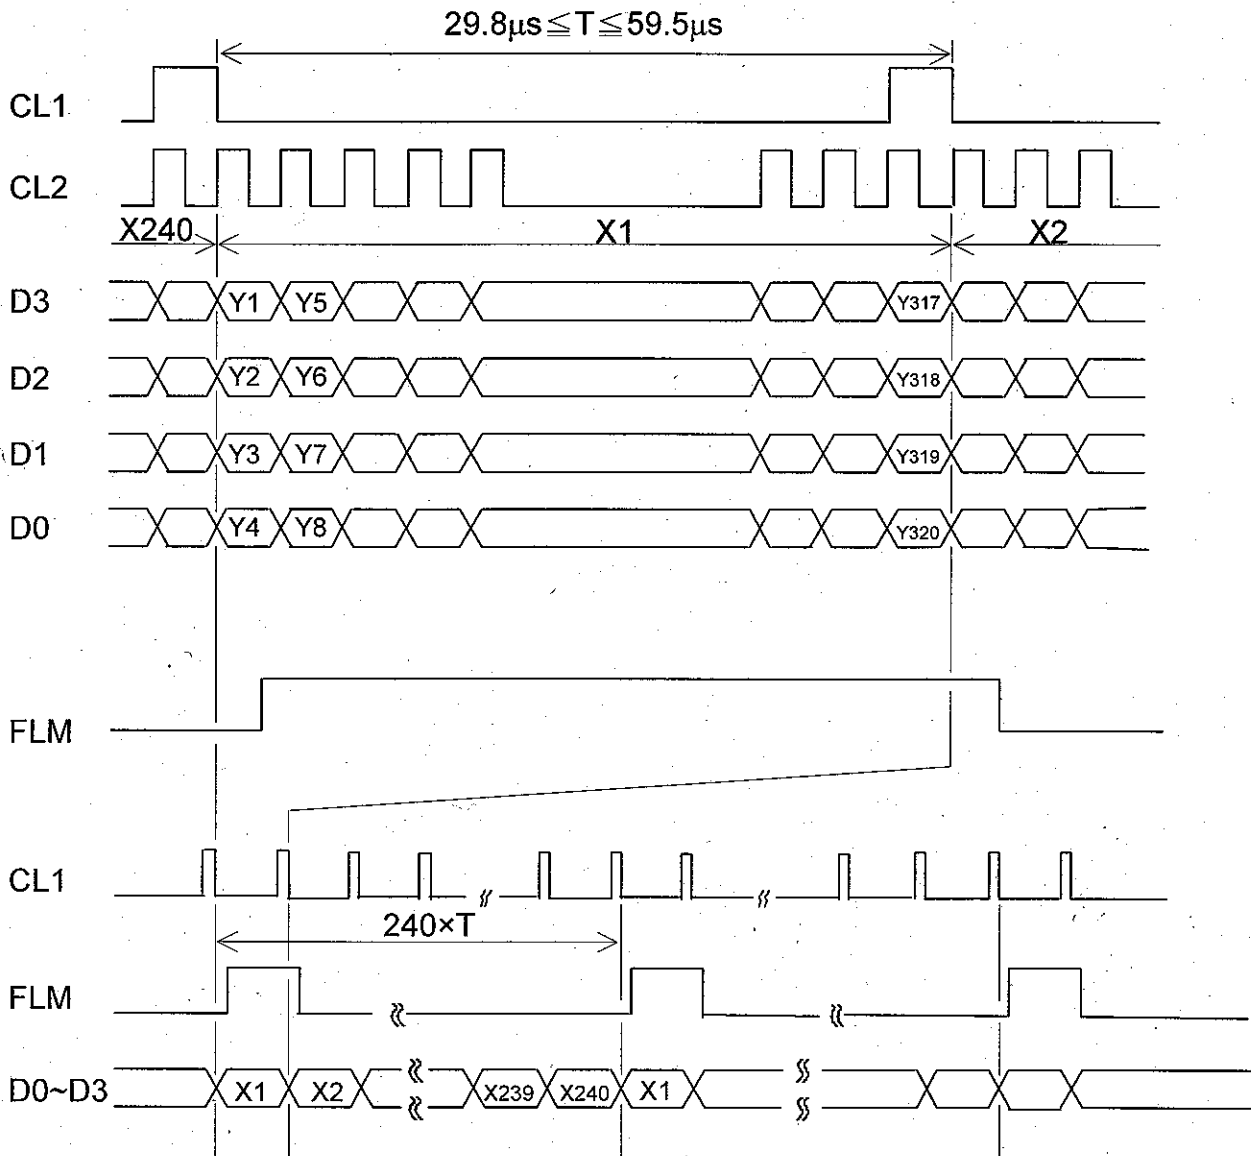 29.8μs≦T≦59.5μs
CL1
CL2
X240 X1 X2
D3 Y1 Y5 Y317
D2 Y2 Y6 Y318
D1 Y3 Y7 Y319
D0 Y4 Y8 Y320
FLM
CL1
240×T
FLM
D0~D3 X1 X2 X239 X240 X1